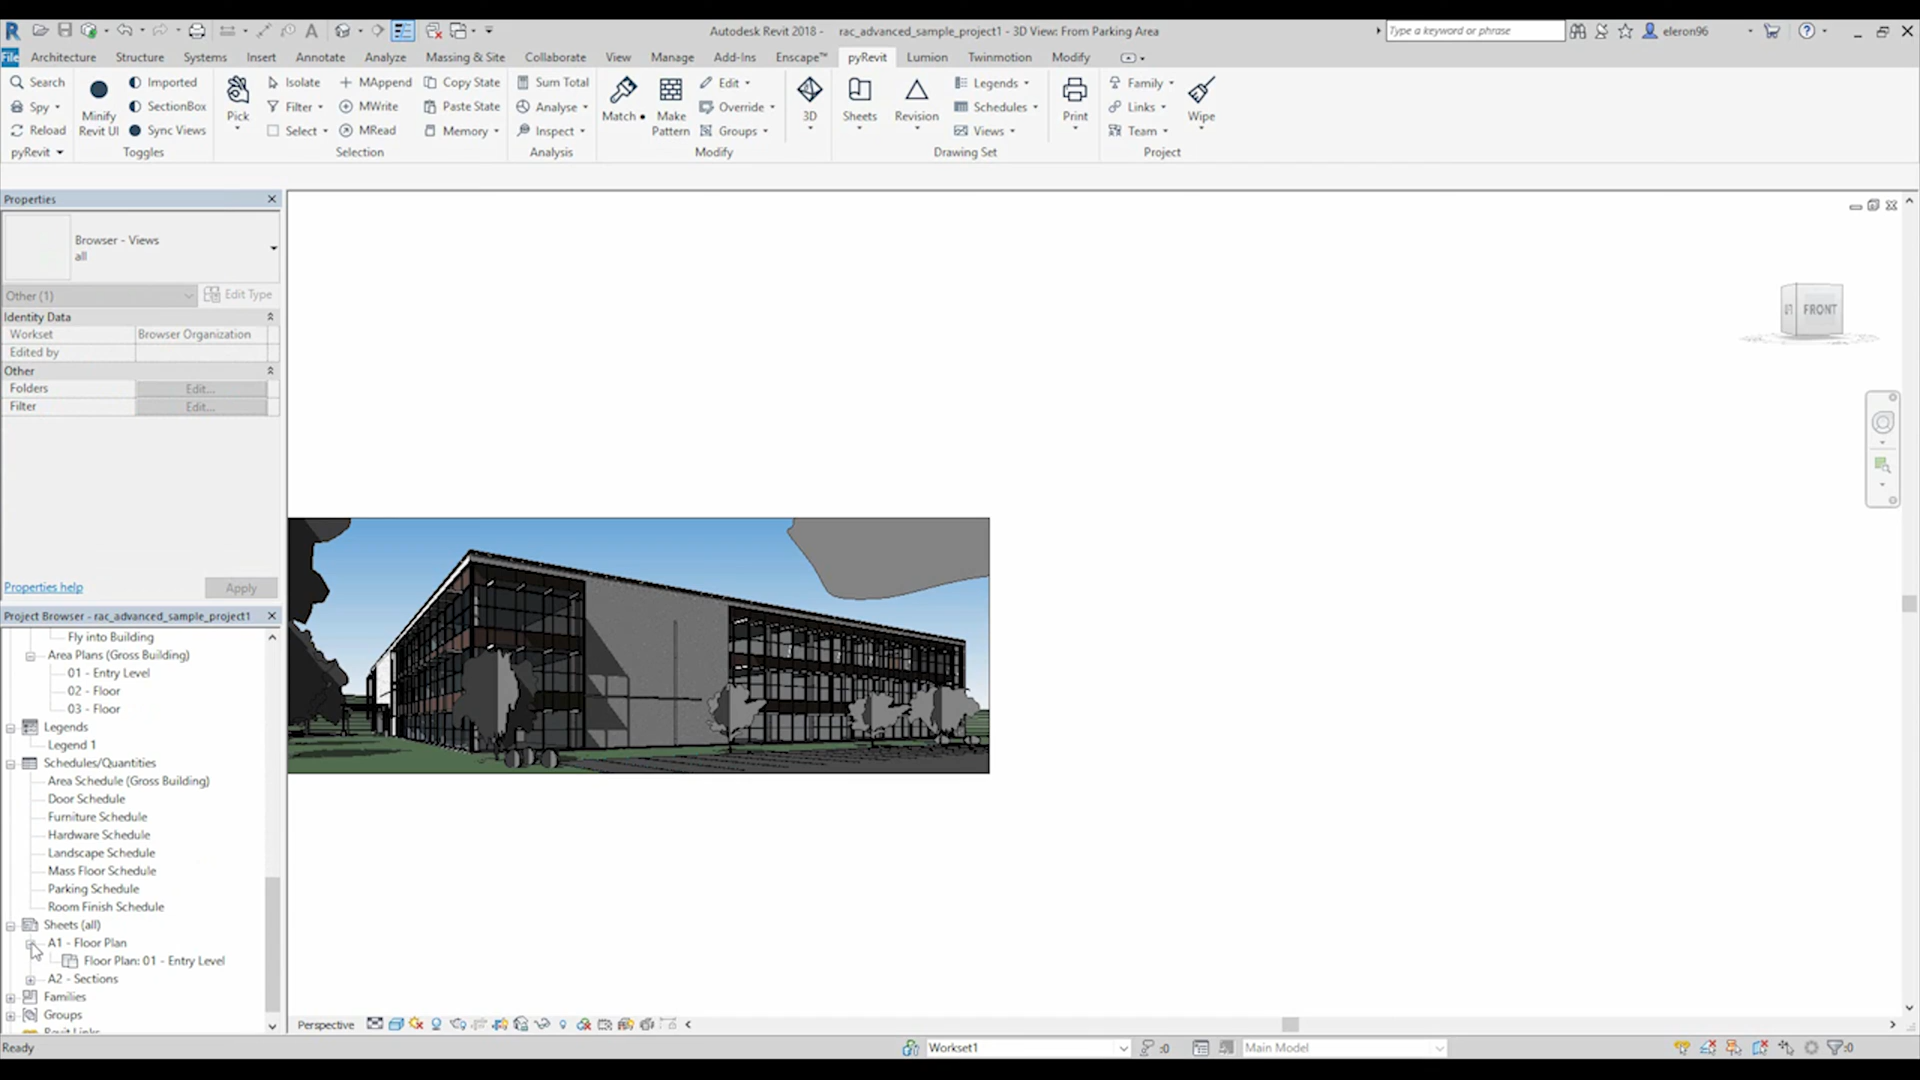 Autodesk Revit 2018 - rac_advanced_sample_project1 - 3D View: From Parking Area
Type a keyword or phrase
eleron96
File Architecture Structure Systems Insert Annotate Analyze Massing & Site Collaborate View Manage Add-Ins Enscape™ pyRevit Lumion Twinmotion Modify
Search Imported Isolate MAppend Copy State Sum Total Edit Legends Family
Spy SectionBox Filter MWrite Paste State Analyse Override Schedules Links
Minify Revit UI Pick Match Make Pattern 3D Sheets Revision Print Wipe
Reload Sync Views Select MRead Memory Inspect Groups Views Team
pyRevit Toggles Selection Analysis Modify Drawing Set Project
Properties
Browser - Views
all
Other (1) Edit Type
Identity Data
Workset Browser Organization
Edited by
Other
Folders Edit...
Filter Edit...
Properties help Apply
Project Browser - rac_advanced_sample_project1
Fly into Building
Area Plans (Gross Building)
01 - Entry Level
02 - Floor
03 - Floor
Legends
Legend 1
Schedules/Quantities
Area Schedule (Gross Building)
Door Schedule
Furniture Schedule
Hardware Schedule
Landscape Schedule
Mass Floor Schedule
Parking Schedule
Room Finish Schedule
Sheets (all)
A1 - Floor Plan
Floor Plan: 01 - Entry Level
A2 - Sections
Families
Groups
Revit Links
FRONT
Perspective
Ready Workset1 :0 Main Model :0